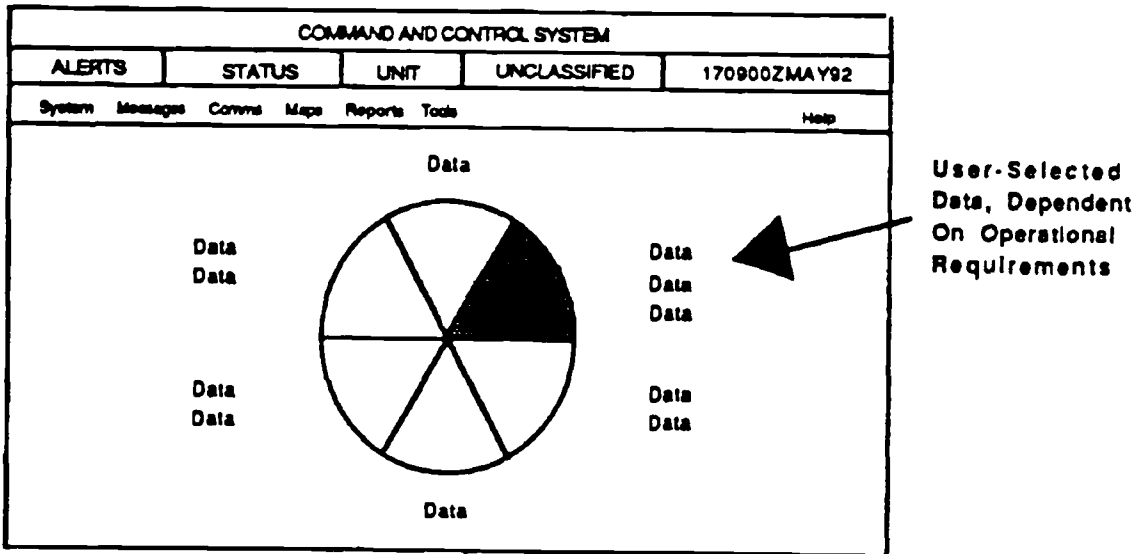 COMMAND AND CONTROL SYSTEM
ALERTS STATUS UNIT UNCLASSIFIED 170900ZMAY92
System Messages Comms Maps Reports Tools Help
Data
Data
Data
Data
Data
Data
Data
Data
Data
Data
Data
User-Selected
Data, Dependent
On Operational
Requirements